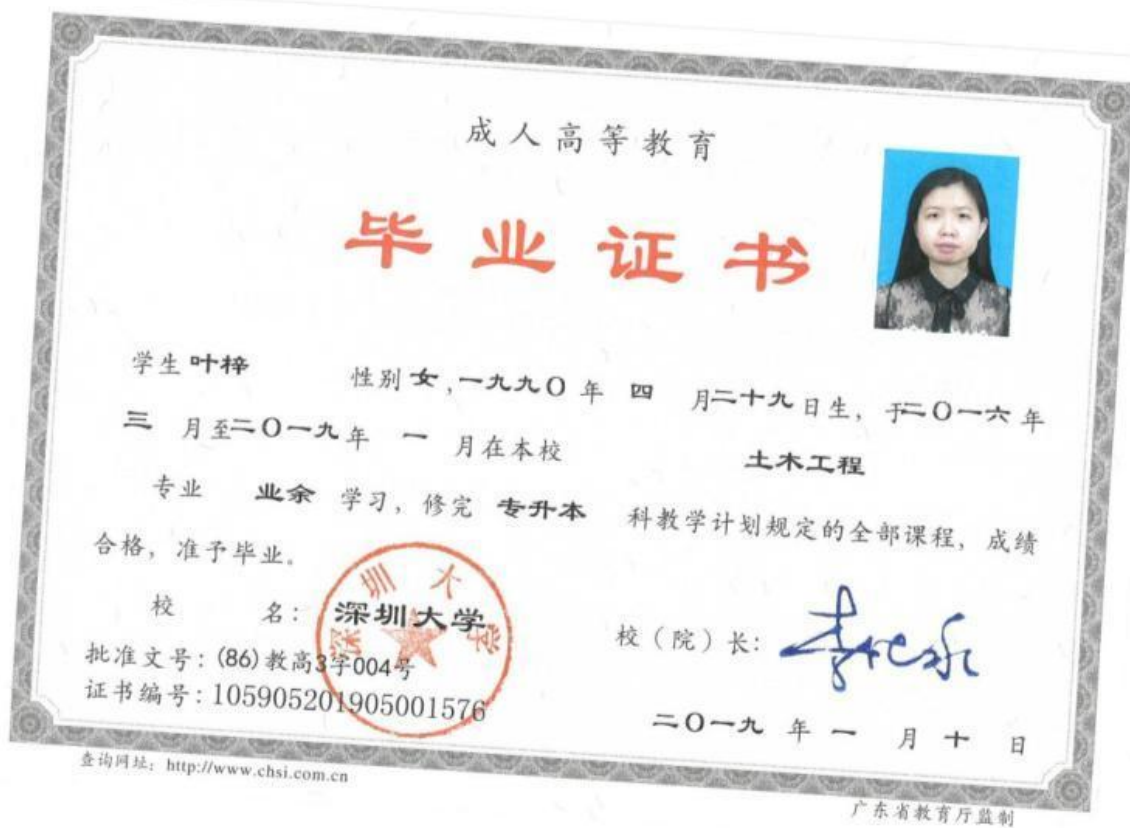 成人高等教育
毕业证书
学生 叶梓 性别 女,一九九〇 年 四 月二十九日生，于二〇一六年
三 月至二〇一九年 一 月在本校 土木工程
专业 业余 学习，修完 专升本 科教学计划规定的全部课程，成绩
合格，准予毕业。
深圳大学
校 名： 深圳大学
校（院）长：
批准文号：(86)教高3字004号
证书编号：105905201905001576
二〇一九 年 一 月 十 日
查询网址：http://www.chsi.com.cn
广东省教育厅监制